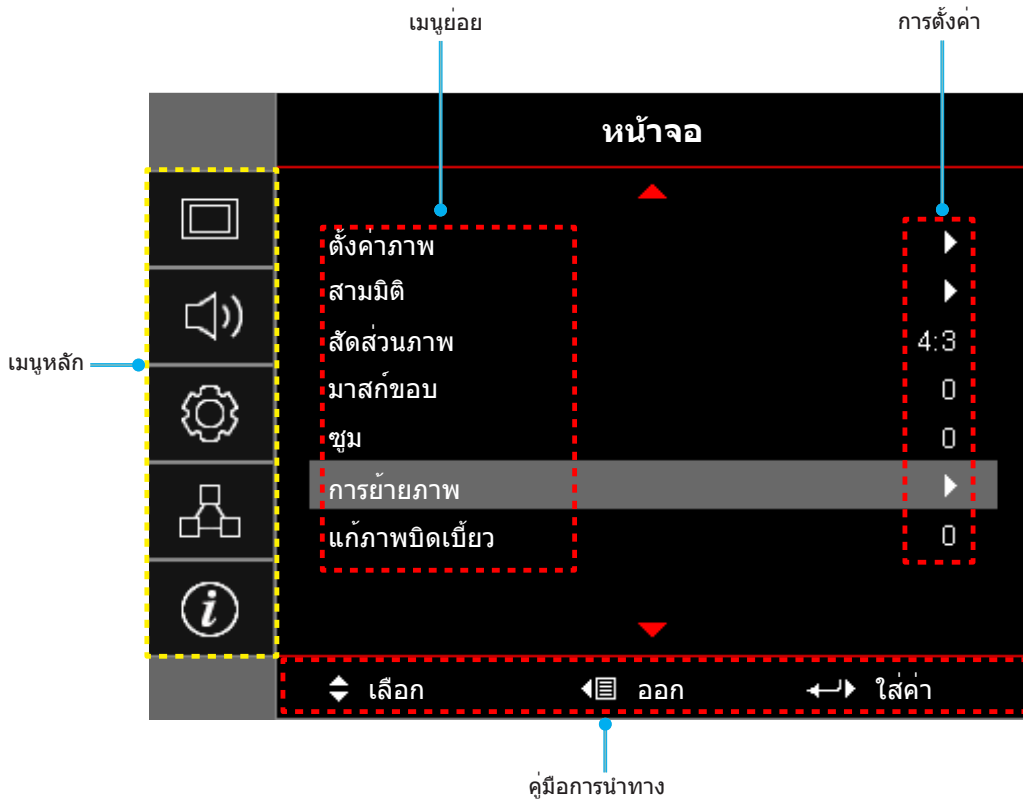 เมนูย่อย
การตั้งค่า
หน้าจอ
ตั้งค่าภาพ
สามมิติ
สัดส่วนภาพ 4:3
มาสก์ขอบ 0
ซูม 0
การย้ายภาพ
แก้ภาพบิดเบี้ยว 0
เมนูหลัก
เลือก ออก ใส่ค่า
คู่มือการนำทาง